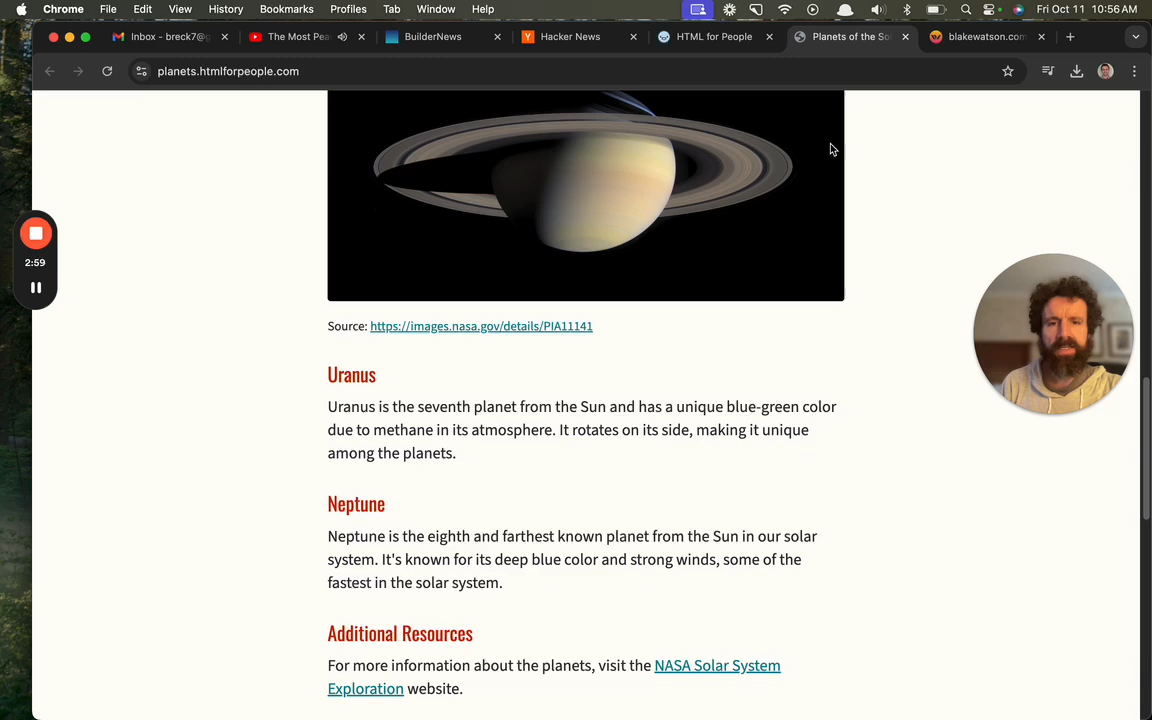 Chrome File Edit View History Bookmarks Profiles Tab Window Help Fri Oct 11 10:56 AM
Inbox - breck7@g
The Most Pea
BuilderNews
Hacker News
HTML for People
Planets of the So
blakewatson.com
planets.htmlforpeople.com
2:59
Source: https://images.nasa.gov/details/PIA11141
Uranus
Uranus is the seventh planet from the Sun and has a unique blue-green color
due to methane in its atmosphere. It rotates on its side, making it unique
among the planets.
Neptune
Neptune is the eighth and farthest known planet from the Sun in our solar
system. It's known for its deep blue color and strong winds, some of the
fastest in the solar system.
Additional Resources
For more information about the planets, visit the NASA Solar System
Exploration website.